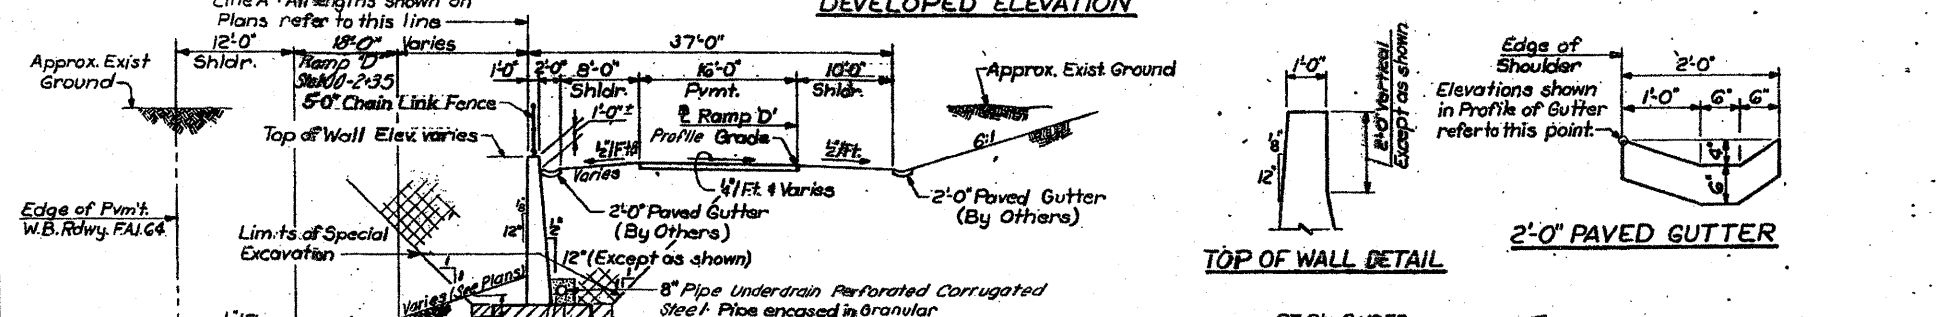 Line A - All lengths shown on
Plans refer to this line
DEVELOPED ELEVATION
12'-0"
Shldr.
18'-0"
Ramp "D"
Varies
37'-0"
Approx. Exist
Ground
1'-0"
2'-0"
8'-0"
Shldr.
16'-0"
Pvmt.
10'-0"
Shldr.
Approx. Exist Ground
5'-0" Chain Link Fence
1'-0"±
Ramp 'D'
Profile Grade
Top of Wall Elev. varies
Varies
½"/Ft.
6:1
¼"/Ft. & Varies
2'-0" Paved Gutter
(By Others)
2'-0" Paved Gutter
(By Others)
Edge of Pvm't.
W.B. Rdwy. FAI.64
Limits of Special
Excavation
12"
12" (Except as shown)
Varies (See Plans)
8" Pipe Underdrain Perforated Corrugated
Steel Pipe encased in Granular
1'-0"
2'-0" Vertical
Except as shown
12"
TOP OF WALL DETAIL
Edge of
Shoulder
2'-0"
Elevations shown
in Profile of Gutter
refer to this point.
1'-0"
6"
6"
4"
6"
2'-0" PAVED GUTTER